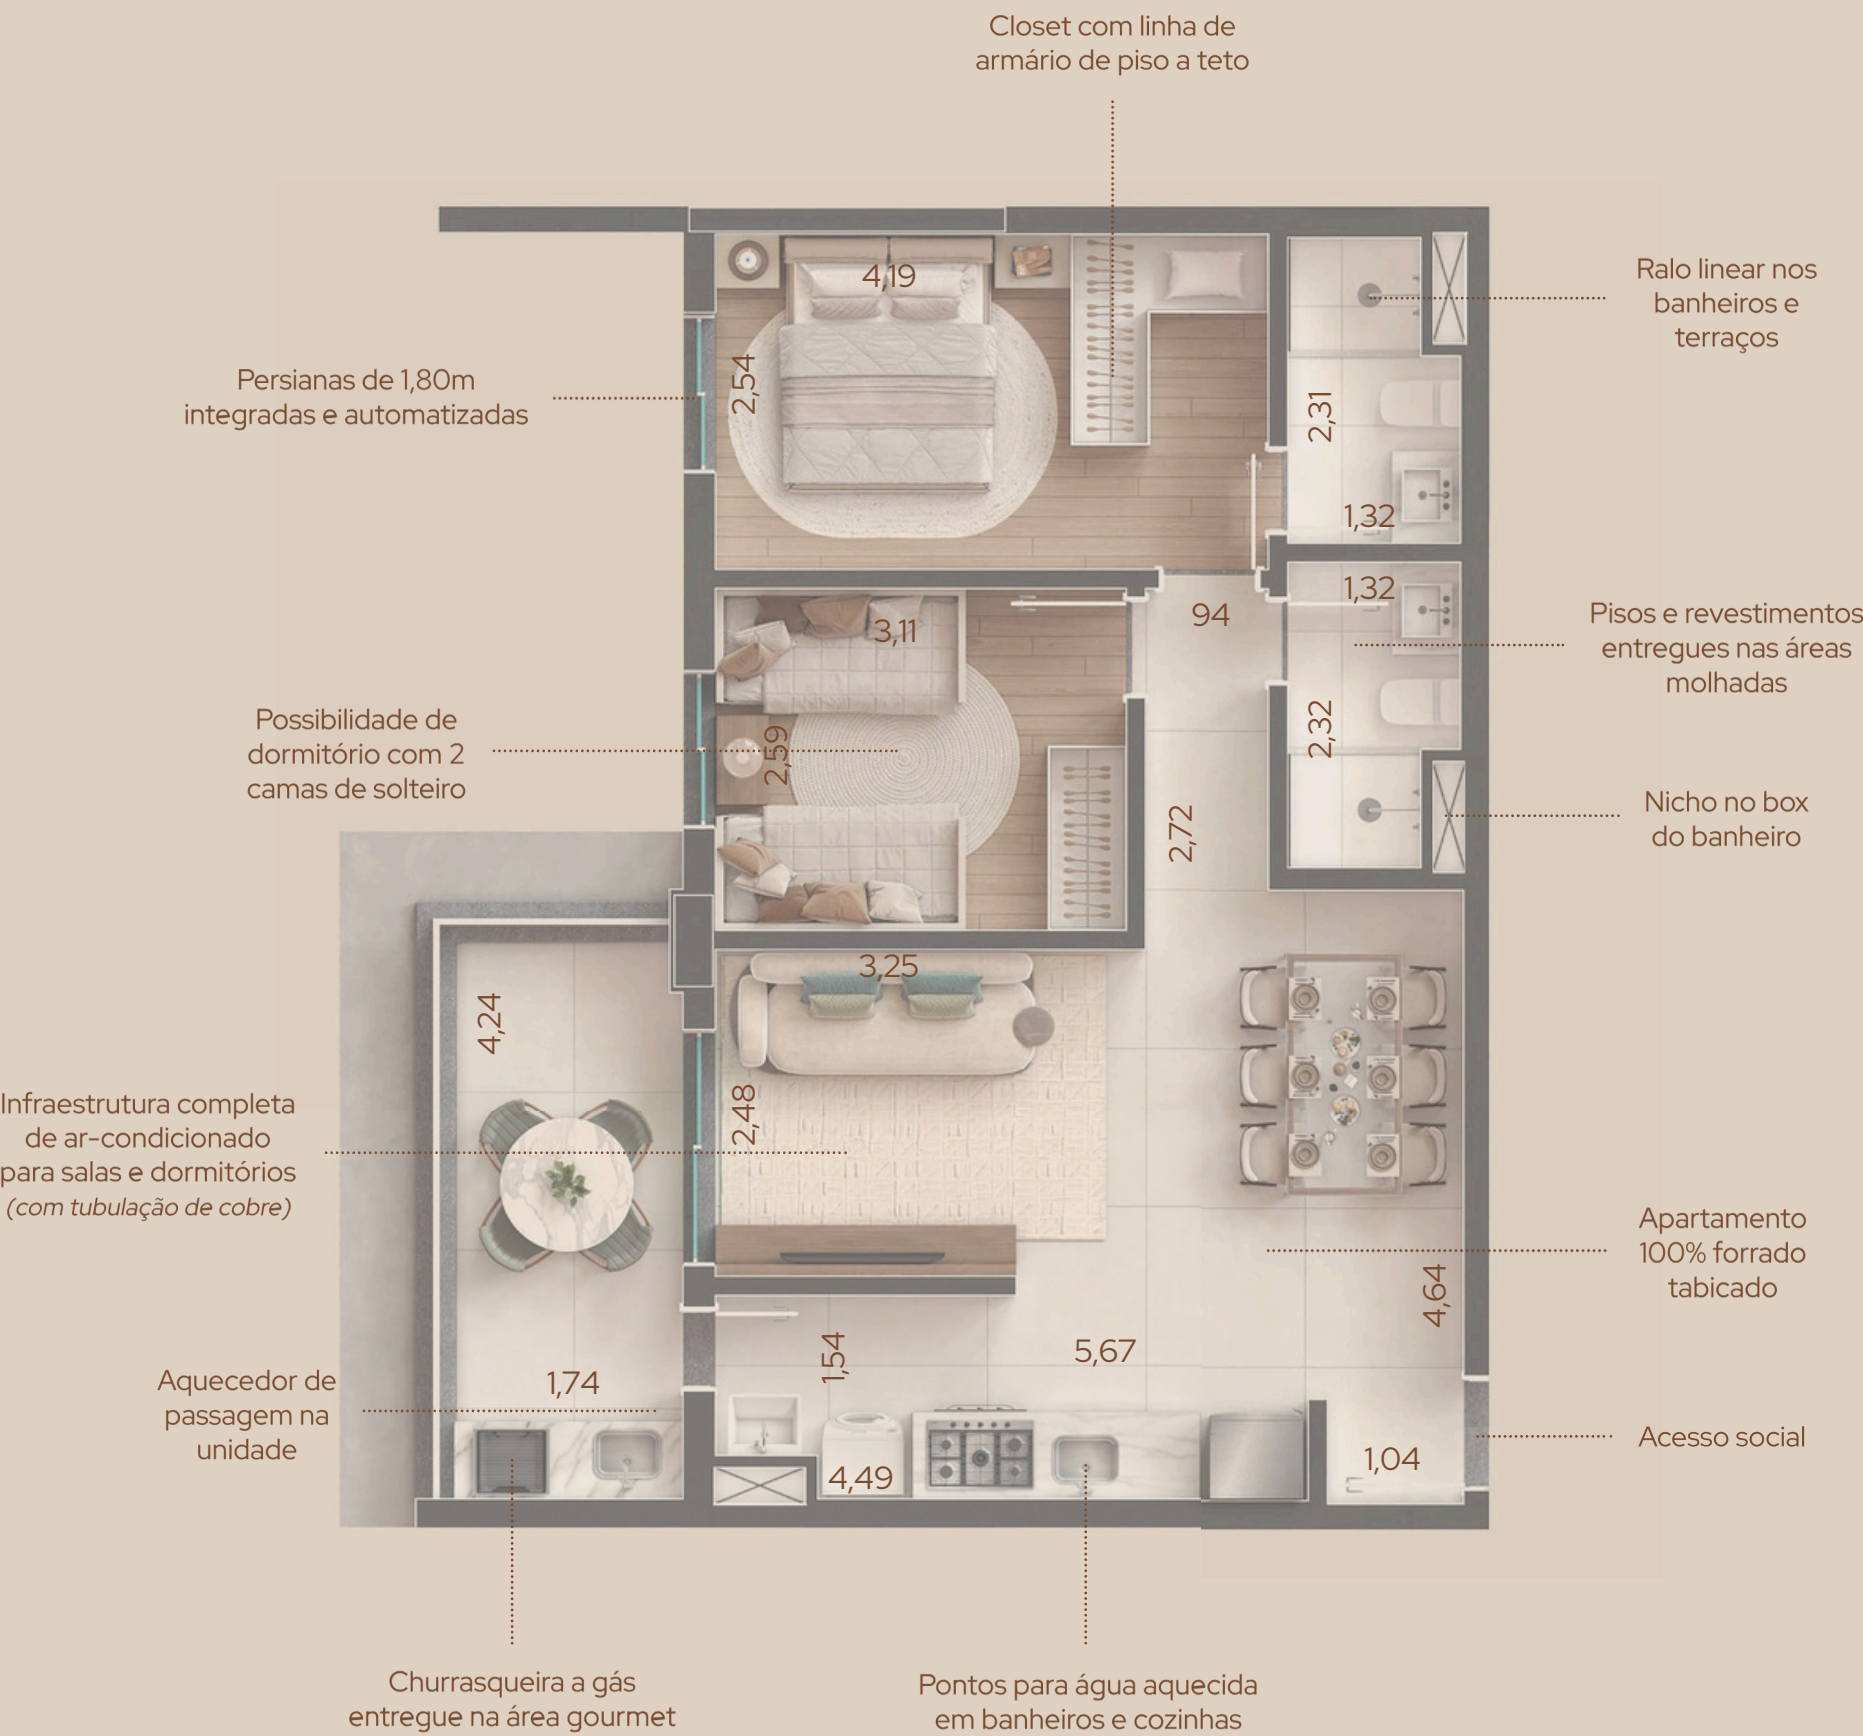 Closet com linha de
armário de piso a teto
4,19
2,54
Persianas de 1,80m
integradas e automatizadas
Ralo linear nos
banheiros e
terraços
2,31
1,32
1,32
94
3,11
Pisos e revestimentos
entregues nas áreas
molhadas
Possibilidade de
dormitório com 2
camas de solteiro
2,59
2,32
2,72
Nicho no box
do banheiro
3,25
4,24
2,48
Infraestrutura completa
de ar-condicionado
para salas e dormitórios
(com tubulação de cobre)
Apartamento
100% forrado
tabicado
4,64
1,54
5,67
1,74
Aquecedor de
passagem na
unidade
4,49
1,04
Acesso social
Churrasqueira a gás
entregue na área gourmet
Pontos para água aquecida
em banheiros e cozinhas